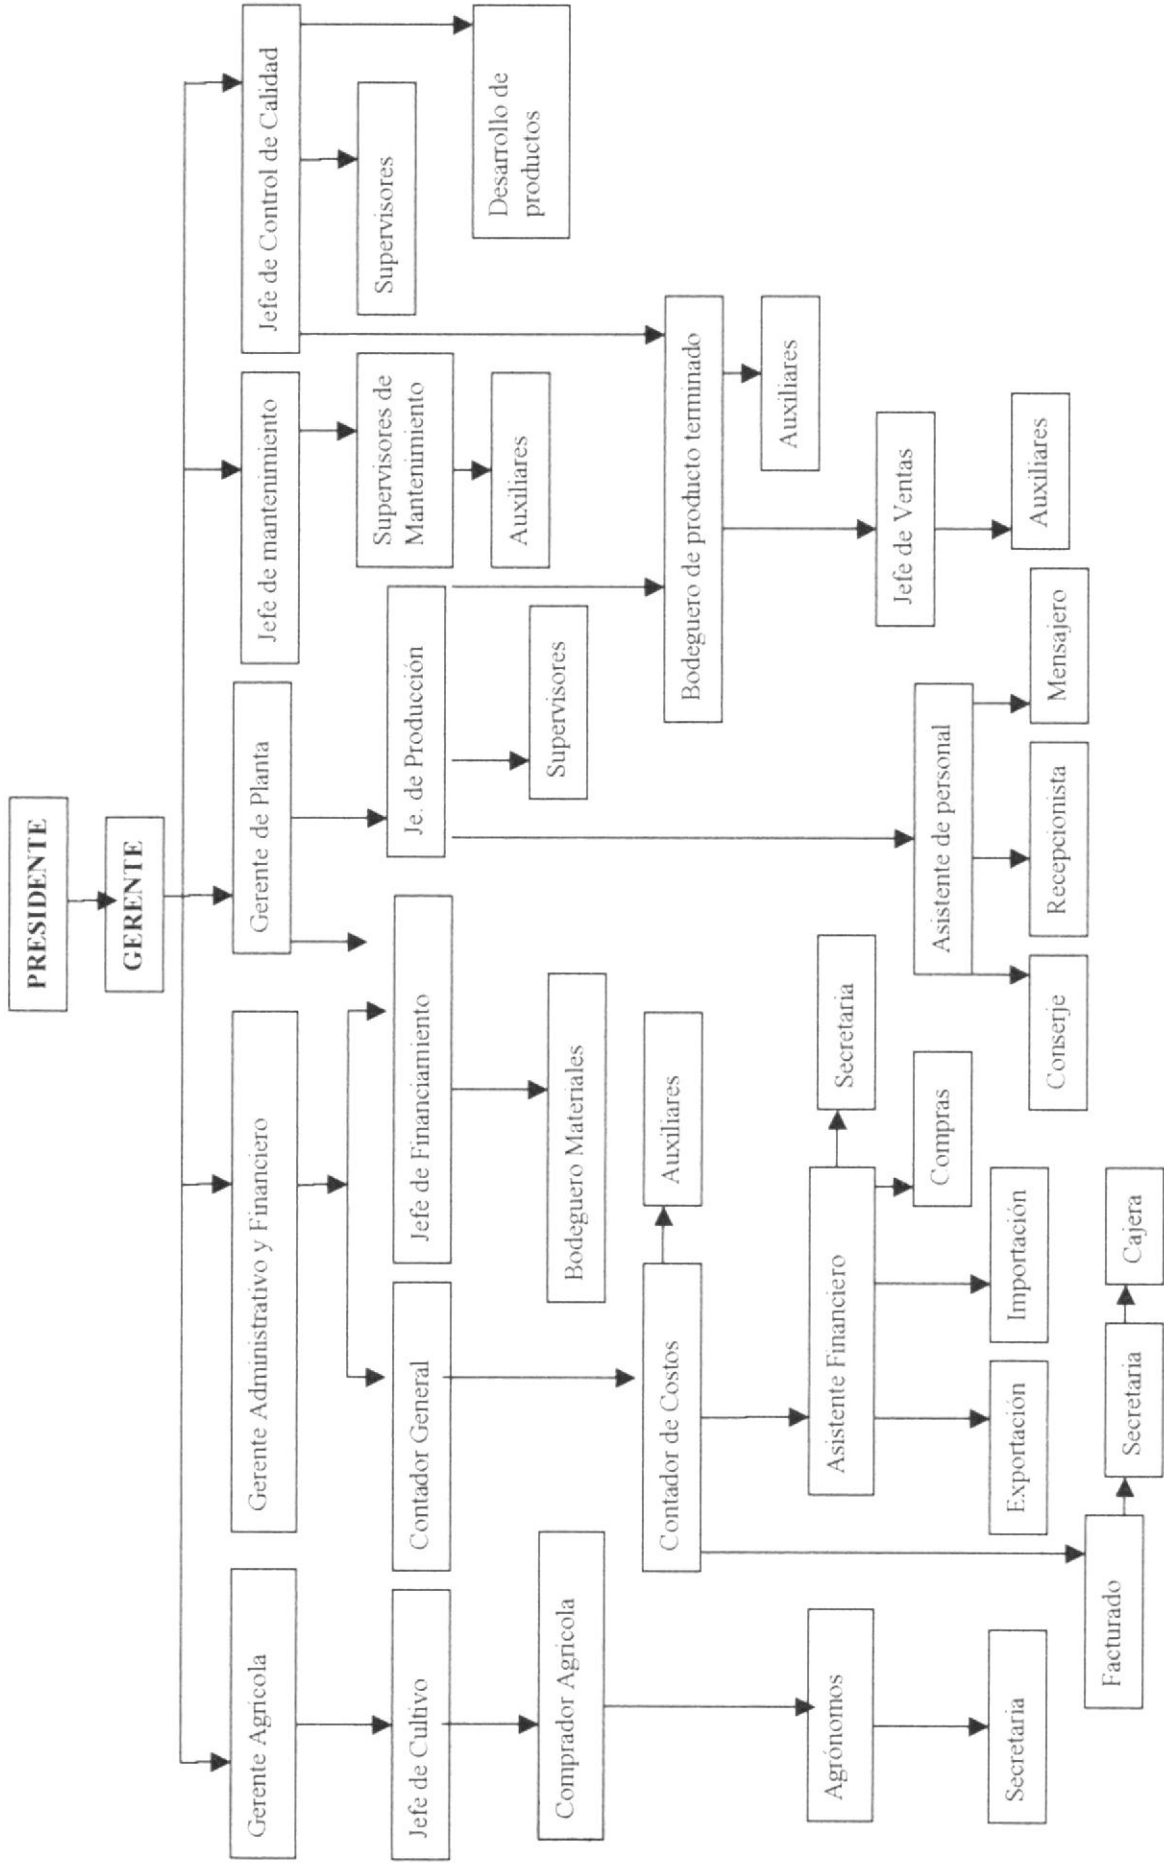 PRESIDENTE
GERENTE
Gerente Agrícola
Gerente Administrativo y Financiero
Gerente de Planta
Jefe de mantenimiento
Jefe de Control de Calidad
Jefe de Cultivo
Contador General
Jefe de Financiamiento
Je. de Producción
Supervisores de
Mantenimiento
Supervisores
Comprador Agrícola
Bodeguero Materiales
Supervisores
Auxiliares
Desarrollo de
productos
Contador de Costos
Auxiliares
Bodeguero de producto terminado
Auxiliares
Agrónomos
Asistente Financiero
Secretaria
Jefe de Ventas
Compras
Asistente de personal
Auxiliares
Secretaria
Exportación
Importación
Conserje
Recepcionista
Mensajero
Facturado
Secretaria
Cajera